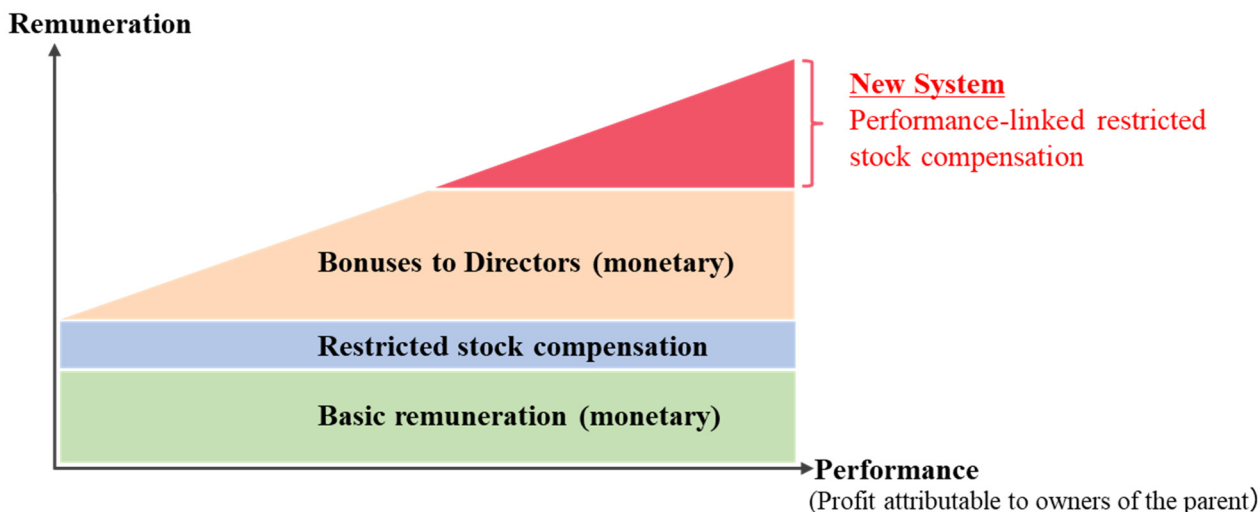 Remuneration
New System
Performance-linked restricted
stock compensation
Bonuses to Directors (monetary)
Restricted stock compensation
Basic remuneration (monetary)
Performance
(Profit attributable to owners of the parent)